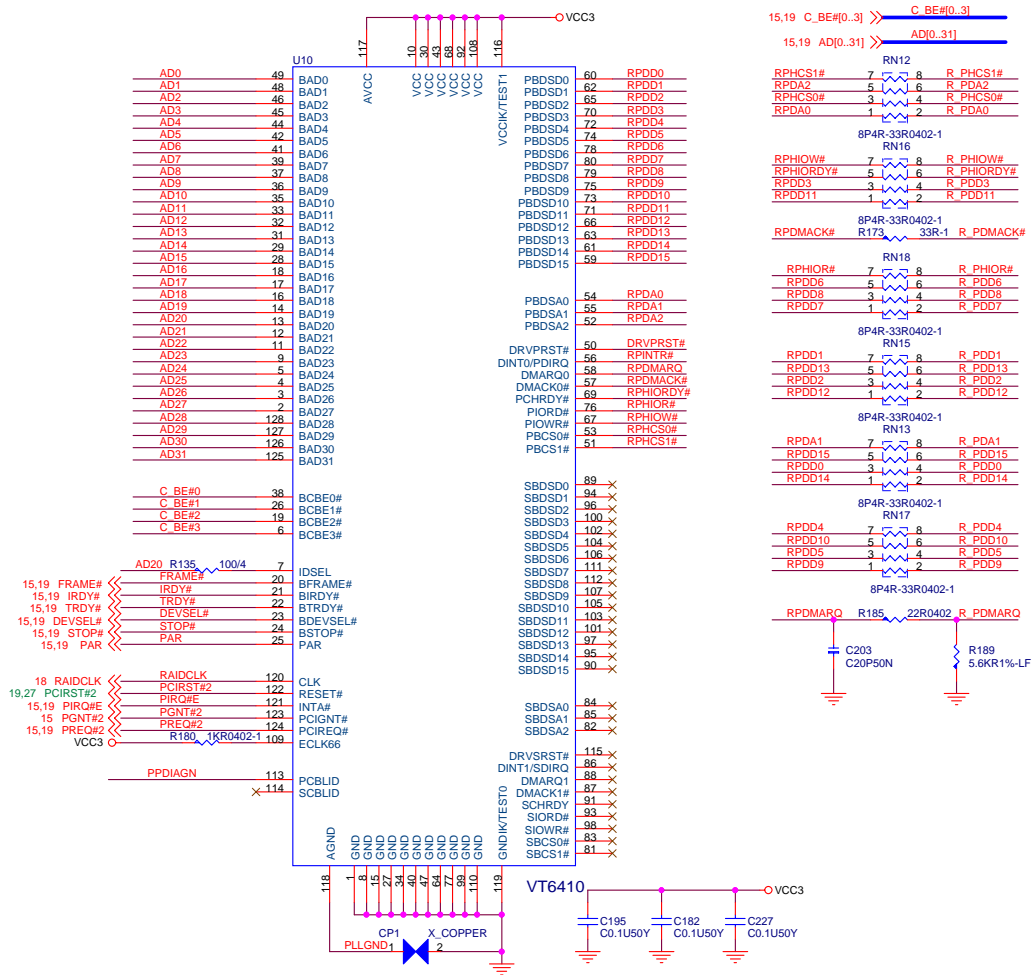 VCC3
15,19 C_BE#[0..3] C_BE#[0..3]
15,19 AD[0..31] AD[0..31]
U10
117 10 30 43 68 92 108 116
AVCC VCC VCC VCC VCC VCC VCC VCCIK/TEST1
AD0 49 BAD0
AD1 48 BAD1
AD2 46 BAD2
AD3 45 BAD3
AD4 44 BAD4
AD5 42 BAD5
AD6 41 BAD6
AD7 39 BAD7
AD8 37 BAD8
AD9 36 BAD9
AD10 35 BAD10
AD11 33 BAD11
AD12 32 BAD12
AD13 31 BAD13
AD14 29 BAD14
AD15 28 BAD15
AD16 18 BAD16
AD17 17 BAD17
AD18 16 BAD18
AD19 14 BAD19
AD20 13 BAD20
AD21 12 BAD21
AD22 11 BAD22
AD23 9 BAD23
AD24 5 BAD24
AD25 4 BAD25
AD26 3 BAD26
AD27 2 BAD27
AD28 128 BAD28
AD29 127 BAD29
AD30 126 BAD30
AD31 125 BAD31
C_BE#0 38 BCBE0#
C_BE#1 26 BCBE1#
C_BE#2 19 BCBE2#
C_BE#3 6 BCBE3#
AD20 R135 100/4 7 IDSEL
15,19 FRAME# FRAME# 20 BFRAME#
15,19 IRDY# IRDY# 21 BIRDY#
15,19 TRDY# TRDY# 22 BTRDY#
15,19 DEVSEL# DEVSEL# 23 BDEVSEL#
15,19 STOP# STOP# 24 BSTOP#
15,19 PAR PAR 25 PAR
18 RAIDCLK RAIDCLK 120 CLK
19,27 PCIRST#2 PCIRST#2 122 RESET#
15,19 PIRQ#E PIRQ#E 121 INTA#
15 PGNT#2 PGNT#2 123 PCIGNT#
15,19 PREQ#2 PREQ#2 124 PCIREQ#
VCC3 R180 1KR0402-1 109 ECLK66
PPDIAGN 113 PCBLID
114 SCBLID
PBDSD0 60 RPDD0
PBDSD1 62 RPDD1
PBDSD2 65 RPDD2
PBDSD3 70 RPDD3
PBDSD4 72 RPDD4
PBDSD5 74 RPDD5
PBDSD6 78 RPDD6
PBDSD7 80 RPDD7
PBDSD8 79 RPDD8
PBDSD9 75 RPDD9
PBDSD10 73 RPDD10
PBDSD11 71 RPDD11
PBDSD12 66 RPDD12
PBDSD13 63 RPDD13
PBDSD14 61 RPDD14
PBDSD15 59 RPDD15
PBDSA0 54 RPDA0
PBDSA1 55 RPDA1
PBDSA2 52 RPDA2
DRVPRST# 50 DRVPRST#
DINT0/PDIRQ 56 RPINTR#
DMARQ0 58 RPDMARQ
DMACK0# 57 RPDMACK#
PCHRDY# 69 RPHIORDY#
PIORD# 76 RPHIOR#
PIOWR# 67 RPHIOW#
PBCS0# 53 RPHCS0#
PBCS1# 51 RPHCS1#
SBDSD0 89
SBDSD1 94
SBDSD2 96
SBDSD3 100
SBDSD4 102
SBDSD5 104
SBDSD6 106
SBDSD7 111
SBDSD8 112
SBDSD9 107
SBDSD10 105
SBDSD11 103
SBDSD12 101
SBDSD13 97
SBDSD14 95
SBDSD15 90
SBDSA0 84
SBDSA1 85
SBDSA2 82
DRVSRST# 115
DINT1/SDIRQ 86
DMARQ1 88
DMACK1# 87
SCHRDY 91
SIORD# 93
SIOWR# 98
SBCS0# 83
SBCS1# 81
AGND GND GND GND GND GND GND GND GND GND GND GND GNDIK/TEST0
118 1 8 15 27 34 40 47 64 77 99 110 119
VT6410
CP1 X_COPPER
PLLGND 1 2
RN12
RPHCS1# 7 8 R_PHCS1#
RPDA2 5 6 R_PDA2
RPHCS0# 3 4 R_PHCS0#
RPDA0 1 2 R_PDA0
8P4R-33R0402-1
RN16
RPHIOW# 7 8 R_PHIOW#
RPHIORDY# 5 6 R_PHIORDY#
RPDD3 3 4 R_PDD3
RPDD11 1 2 R_PDD11
8P4R-33R0402-1
RPDMACK# R173 33R-1 R_PDMACK#
RN18
RPHIOR# 7 8 R_PHIOR#
RPDD6 5 6 R_PDD6
RPDD8 3 4 R_PDD8
RPDD7 1 2 R_PDD7
8P4R-33R0402-1
RN15
RPDD1 7 8 R_PDD1
RPDD13 5 6 R_PDD13
RPDD2 3 4 R_PDD2
RPDD12 1 2 R_PDD12
8P4R-33R0402-1
RN13
RPDA1 7 8 R_PDA1
RPDD15 5 6 R_PDD15
RPDD0 3 4 R_PDD0
RPDD14 1 2 R_PDD14
8P4R-33R0402-1
RN17
RPDD4 7 8 R_PDD4
RPDD10 5 6 R_PDD10
RPDD5 3 4 R_PDD5
RPDD9 1 2 R_PDD9
8P4R-33R0402-1
RPDMARQ R185 22R0402 R_PDMARQ
C203
C20P50N
R189
5.6KR1%-LF
VCC3
C195
C0.1U50Y
C182
C0.1U50Y
C227
C0.1U50Y